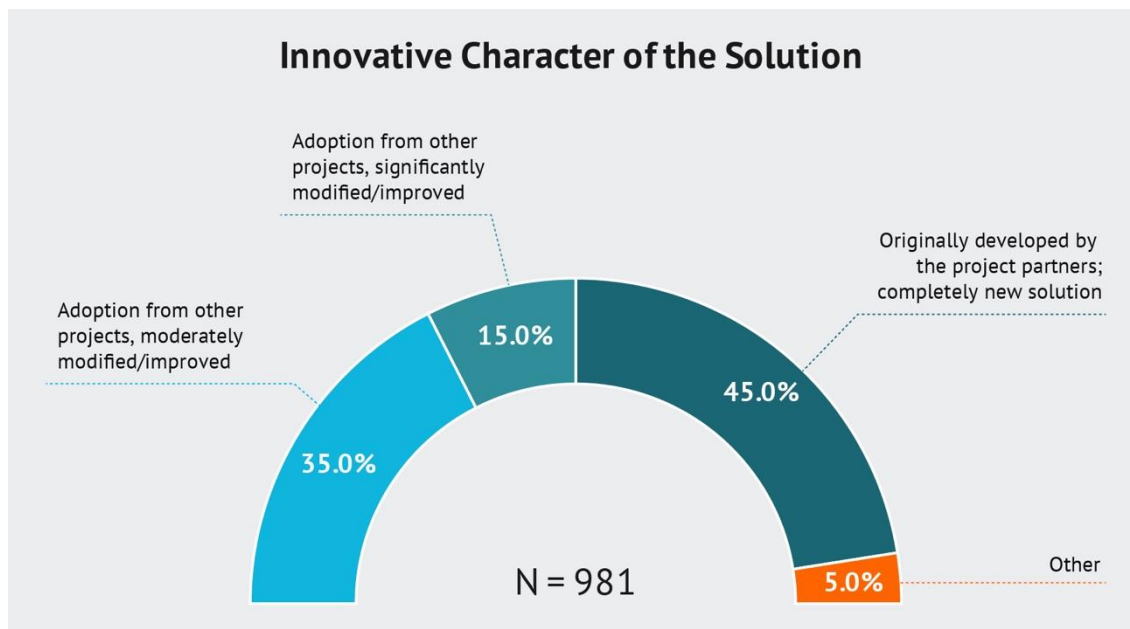 Innovative Character of the Solution
Adoption from other
projects, significantly
modified/improved
Originally developed by
the project partners;
completely new solution
Adoption from other
projects, moderately
modified/improved
15.0%
45.0%
35.0%
N = 981
Other
5.0%